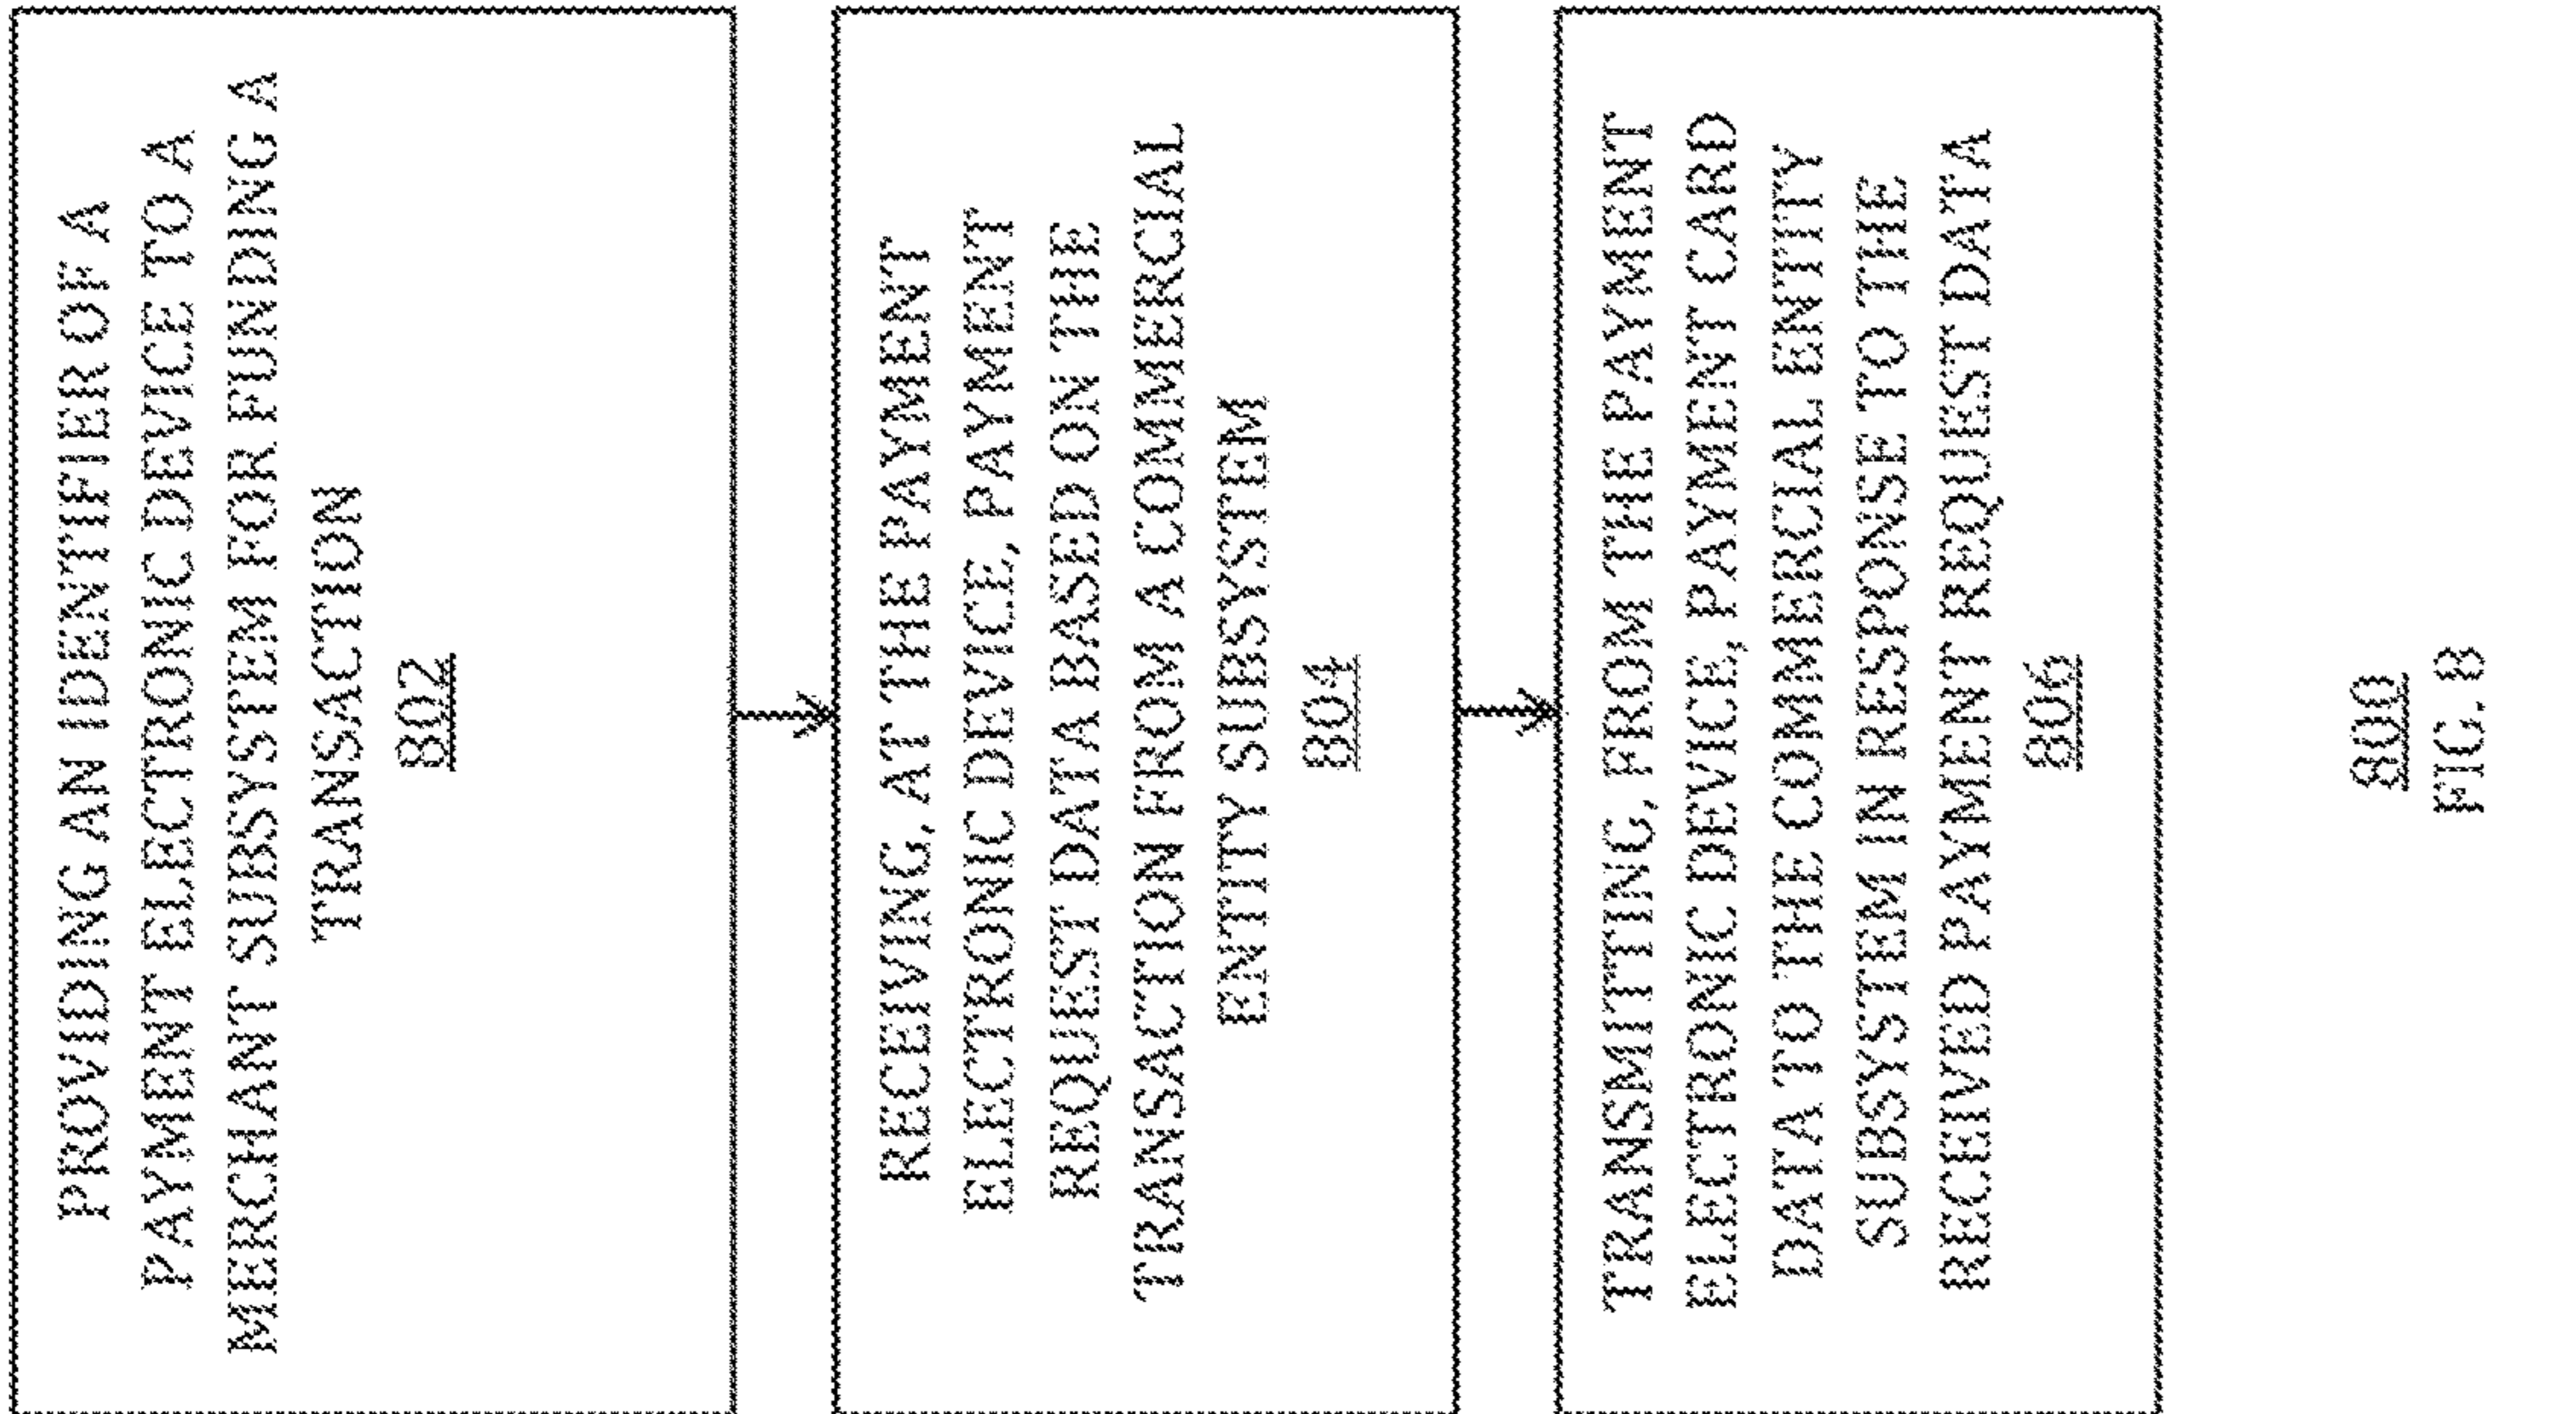 PROVIDING AN IDENTIFIER OF A
PAYMENT ELECTRONIC DEVICE TO A
MERCHANT SUBSYSTEM FOR FUNDING A
TRANSACTION
802
RECEIVING, AT THE PAYMENT
ELECTRONIC DEVICE, PAYMENT
REQUEST DATA BASED ON THE
TRANSACTION FROM A COMMERCIAL
ENTITY SUBSYSTEM
804
TRANSMITTING, FROM THE PAYMENT
ELECTRONIC DEVICE, PAYMENT CARD
DATA TO THE COMMERCIAL ENTITY
SUBSYSTEM IN RESPONSE TO THE
RECEIVED PAYMENT REQUEST DATA
806
800
FIG. 8